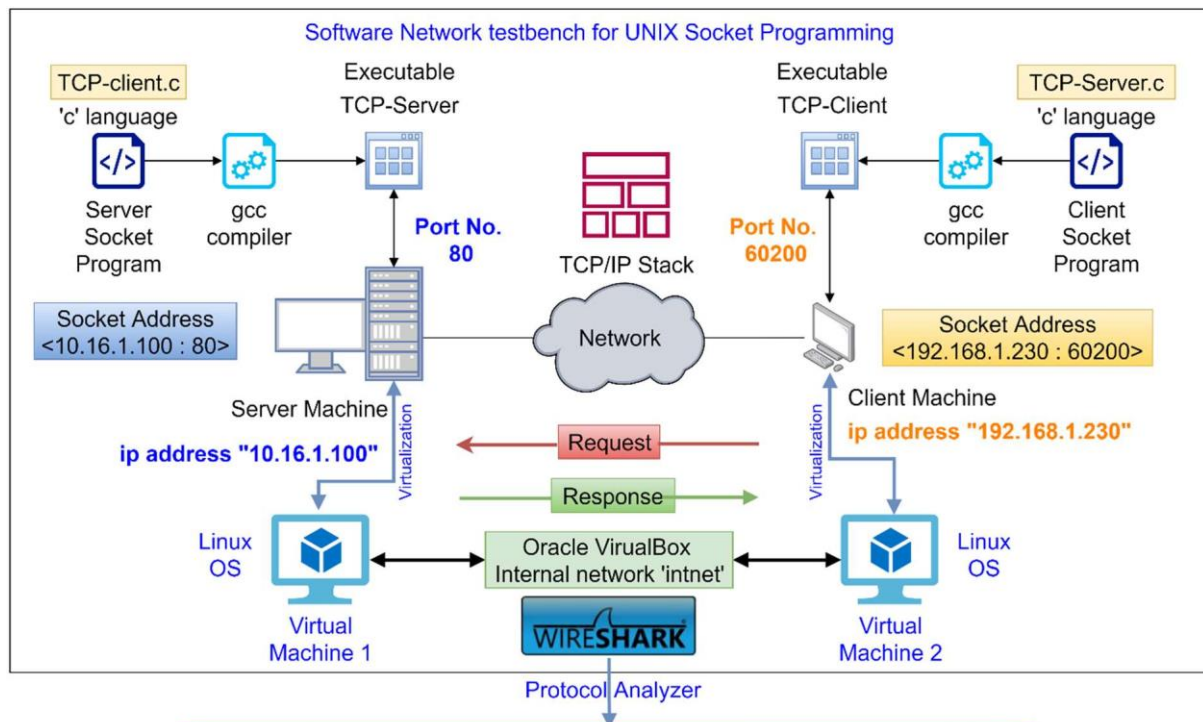 Software Network testbench for UNIX Socket Programming
TCP-client.c
'c' language
Server
Socket
Program
gcc
compiler
Executable
TCP-Server
Port No.
80
TCP/IP Stack
Executable
TCP-Client
Port No.
60200
TCP-Server.c
'c' language
gcc
compiler
Client
Socket
Program
Socket Address
<10.16.1.100 : 80>
Network
Socket Address
<192.168.1.230 : 60200>
Server Machine
ip address "10.16.1.100"
Virtualization
Request
Response
Virtualization
Client Machine
ip address "192.168.1.230"
Linux
OS
Virtual
Machine 1
Oracle VirualBox
Internal network 'intnet'
WIRESHARK
Linux
OS
Virtual
Machine 2
Protocol Analyzer